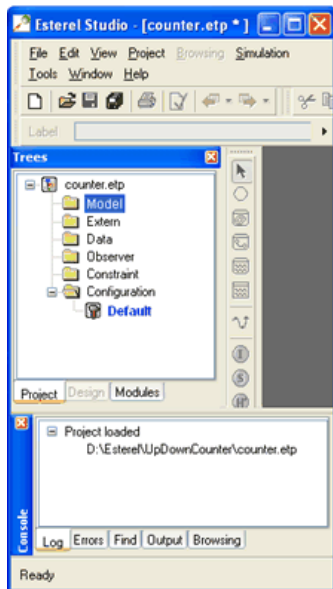 Esterel Studio - [counter.etp * ]
File Edit View Project Browsing Simulation
Tools Window Help
Label
Trees
counter.etp
Model
Extern
Data
Observer
Constraint
Configuration
Default
Project Design Modules
Project loaded
D:\Esterel\UpDownCounter\counter.etp
Console
Log Errors Find Output Browsing
Ready